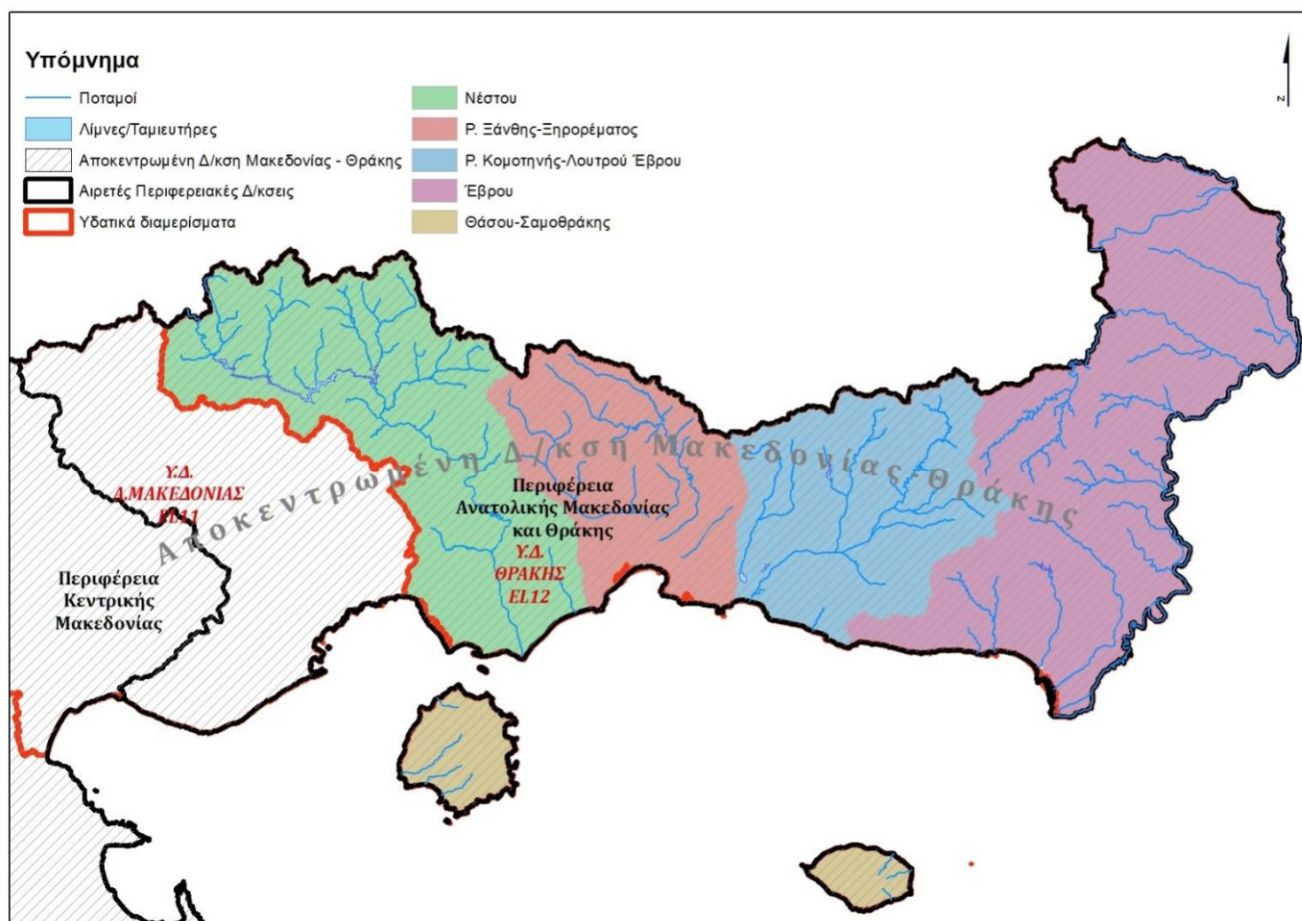 Υπόμνημα
Ποταμοί
Λίμνες/Ταμιευτήρες
Αποκεντρωμένη Δ/κση Μακεδονίας - Θράκης
Αιρετές Περιφερειακές Δ/κσεις
Υδατικά διαμερίσματα
Νέστου
Ρ. Ξάνθης-Ξηρορέματος
Ρ. Κομοτηνής-Λουτρού Έβρου
Έβρου
Θάσου-Σαμοθράκης
N
Αποκεντρωμένη Δ/κση Μακεδονίας-Θράκης
Υ.Δ.
Δ.ΜΑΚΕΔΟΝΙΑΣ
EL11
Περιφέρεια
Κεντρικής
Μακεδονίας
Περιφέρεια
Ανατολικής Μακεδονίας
και Θράκης
Υ.Δ.
ΘΡΑΚΗΣ
EL12